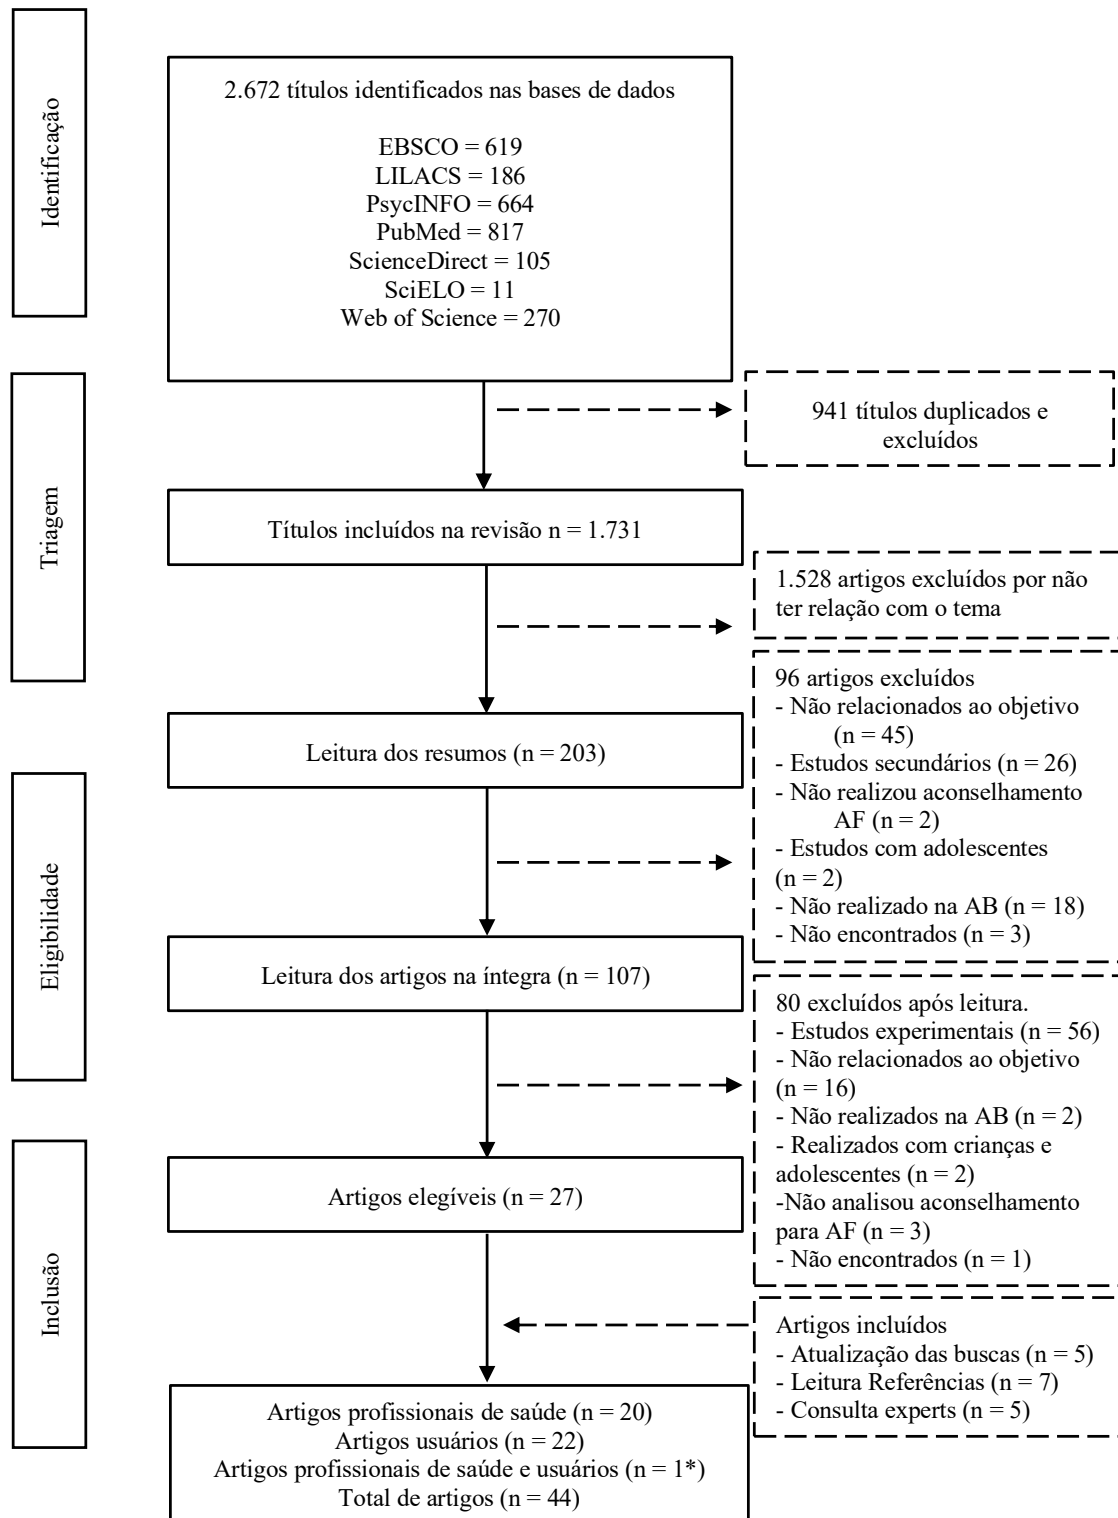 Identificação
2.672 títulos identificados nas bases de dados
EBSCO = 619
LILACS = 186
PsycINFO = 664
PubMed = 817
ScienceDirect = 105
SciELO = 11
Web of Science = 270
941 títulos duplicados e
excluídos
Triagem
Títulos incluídos na revisão n = 1.731
1.528 artigos excluídos por não
ter relação com o tema
Leitura dos resumos (n = 203)
96 artigos excluídos
- Não relacionados ao objetivo
(n = 45)
- Estudos secundários (n = 26)
- Não realizou aconselhamento
AF (n = 2)
- Estudos com adolescentes
(n = 2)
- Não realizado na AB (n = 18)
- Não encontrados (n = 3)
Eligibilidade
Leitura dos artigos na íntegra (n = 107)
80 excluídos após leitura.
- Estudos experimentais (n = 56)
- Não relacionados ao objetivo
(n = 16)
- Não realizados na AB (n = 2)
- Realizados com crianças e
adolescentes (n = 2)
-Não analisou aconselhamento
para AF (n = 3)
- Não encontrados (n = 1)
Artigos elegíveis (n = 27)
Inclusão
Artigos incluídos
- Atualização das buscas (n = 5)
- Leitura Referências (n = 7)
- Consulta experts (n = 5)
Artigos profissionais de saúde (n = 20)
Artigos usuários (n = 22)
Artigos profissionais de saúde e usuários (n = 1*)
Total de artigos (n = 44)